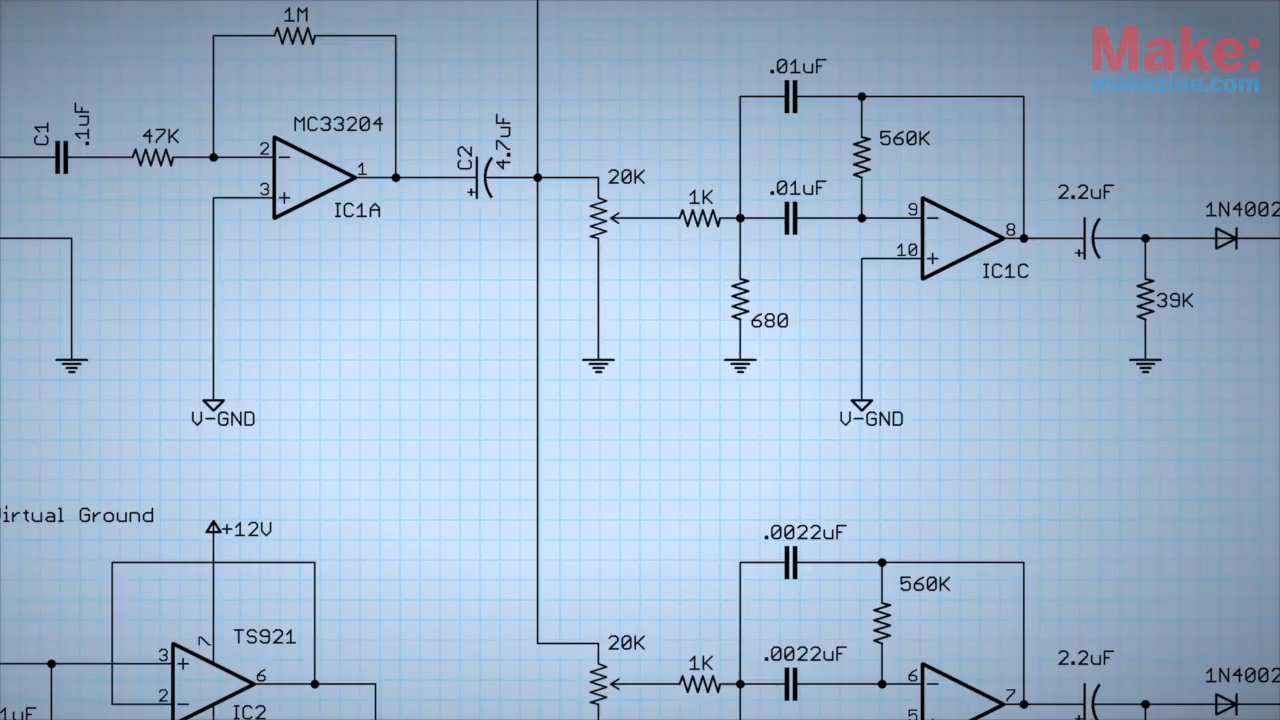 1M
Make:
makezine.com
C1
.1uF
47K
MC33204
2
3
1
IC1A
C2
4.7uF
20K
1K
.01uF
.01uF
560K
9
10
8
IC1C
2.2uF
1N4002
39K
680
V-GND
V-GND
Virtual Ground
+12V
TS921
7
3
2
6
IC2
1uF
20K
1K
.0022uF
.0022uF
560K
6
5
7
2.2uF
1N4002